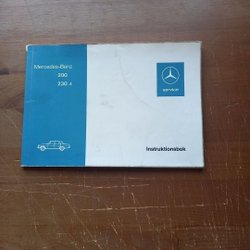 Mercedes-Benz
200
230.4
service
Instruktionsbok